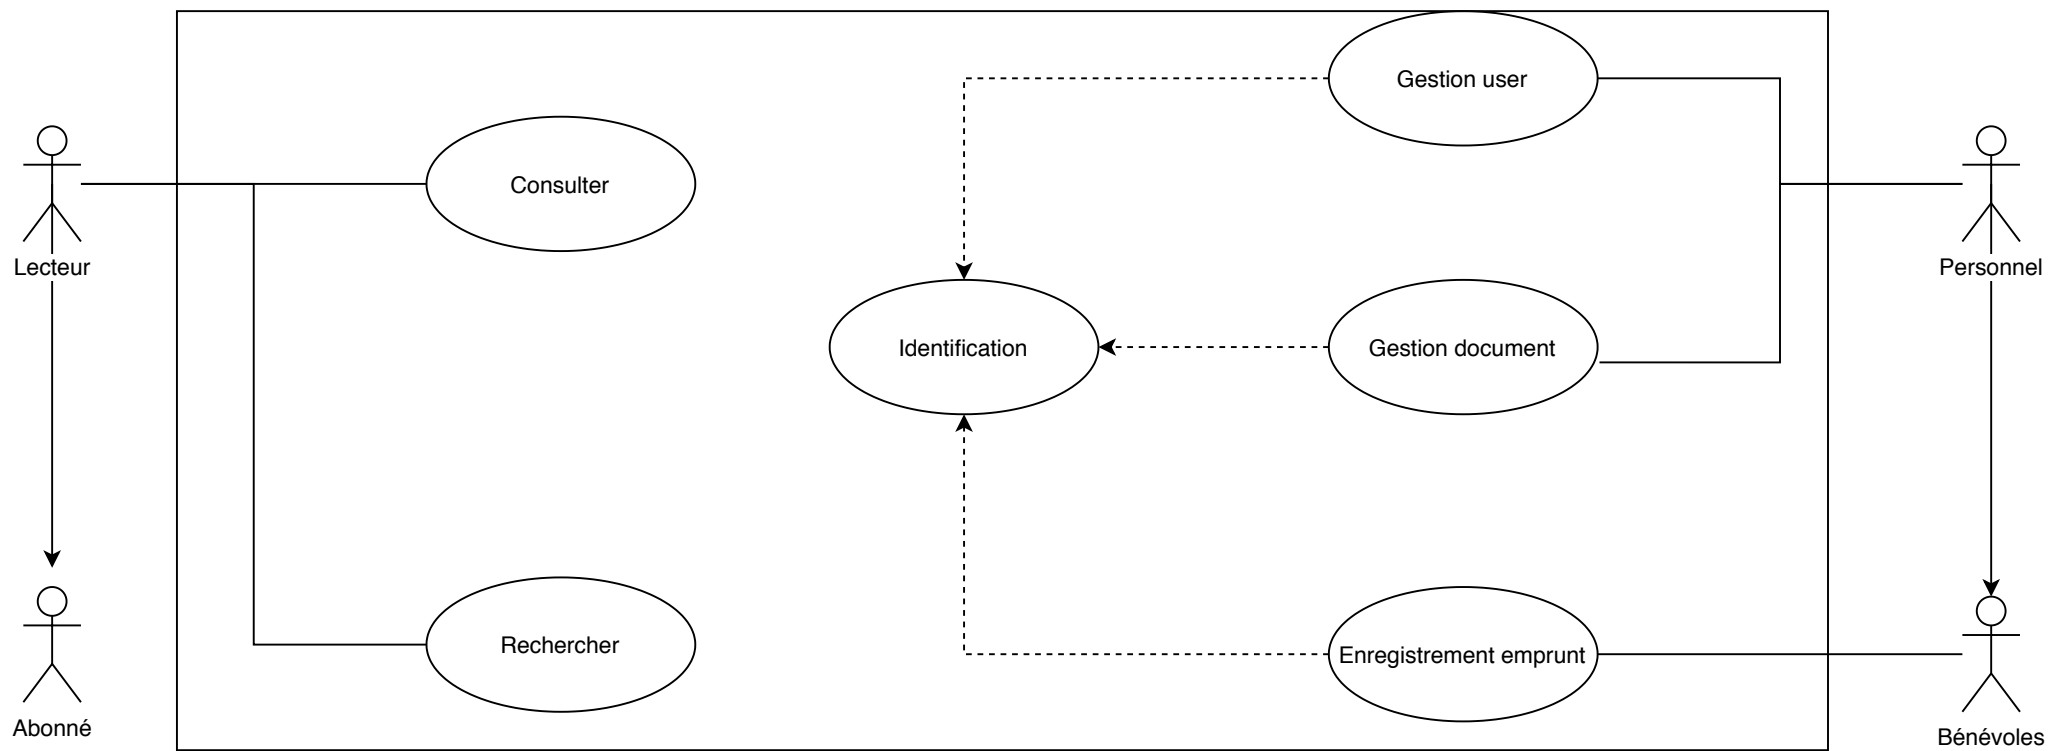 Gestion user
Consulter
Lecteur
Personnel
Identification
Gestion document
Rechercher
Enregistrement emprunt
Abonné
Bénévoles